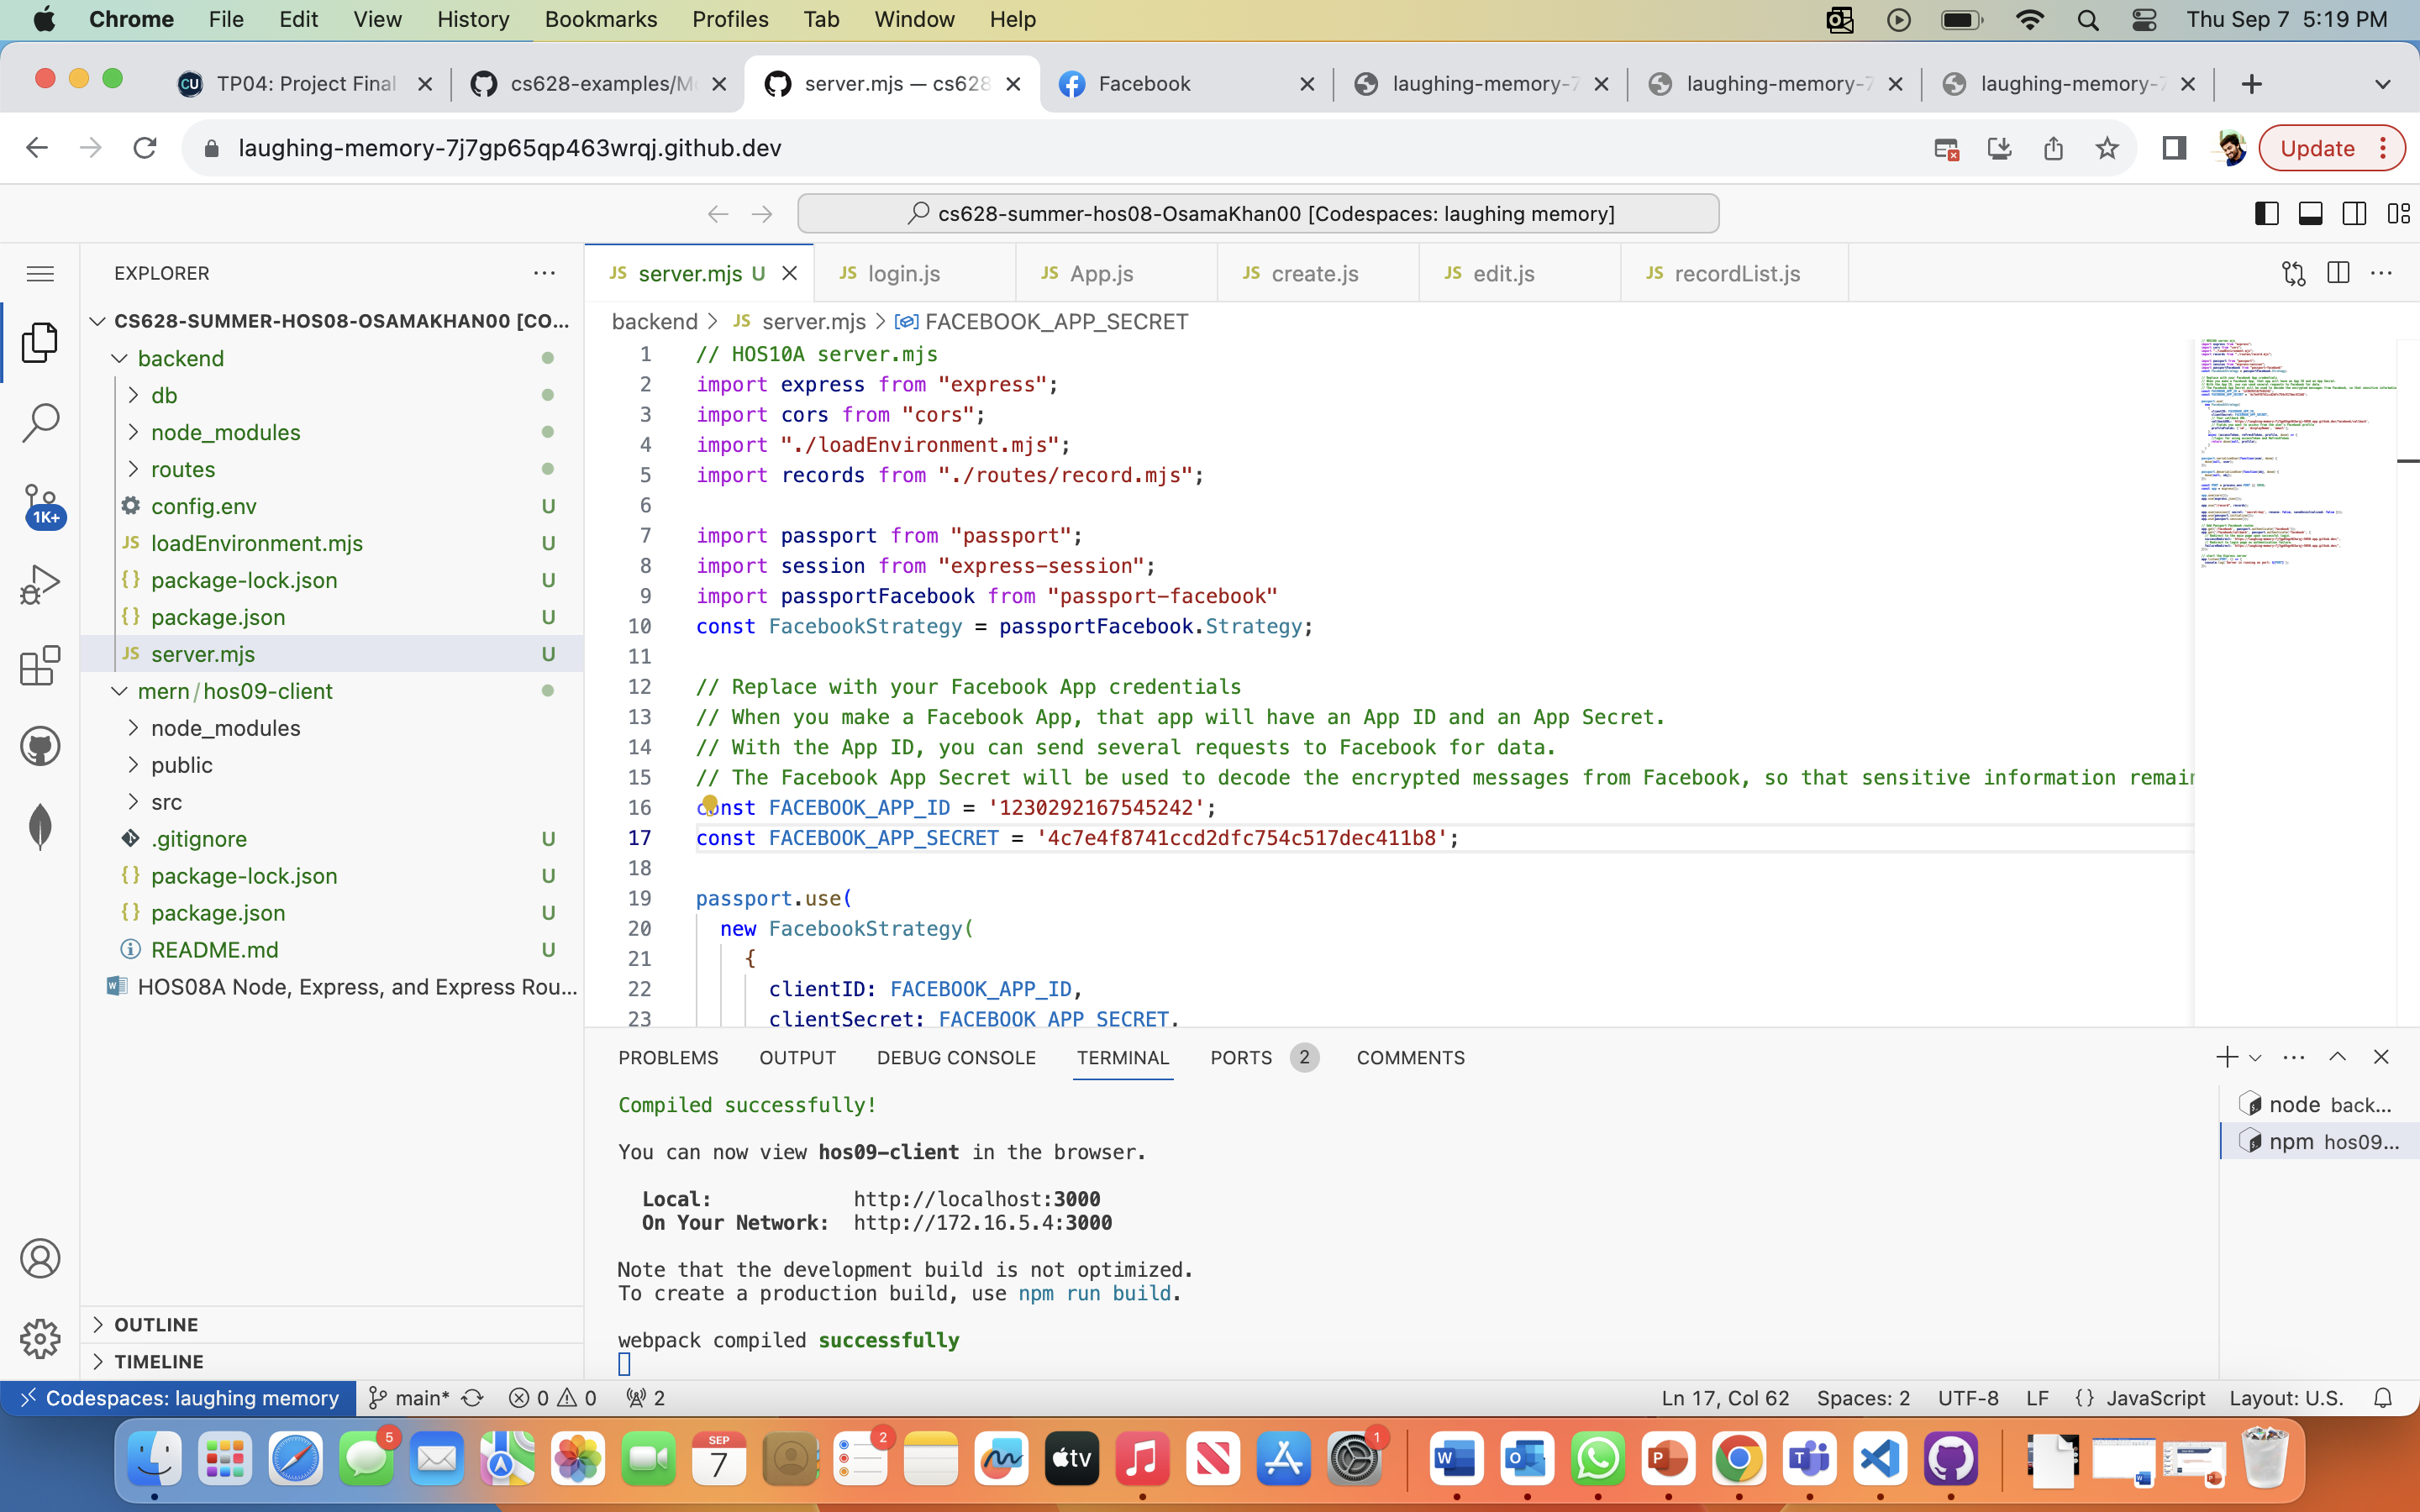 Chrome File Edit View History Bookmarks Profiles Tab Window Help Thu Sep 7 5:19 PM
TP04: Project Final
cs628-examples/M
server.mjs — cs628
Facebook
laughing-memory-7
laughing-memory-7
laughing-memory-7
laughing-memory-7j7gp65qp463wrqj.github.dev
Update
cs628-summer-hos08-OsamaKhan00 [Codespaces: laughing memory]
EXPLORER
CS628-SUMMER-HOS08-OSAMAKHAN00 [CO...
backend
db
node_modules
routes
config.env U
JS loadEnvironment.mjs U
{} package-lock.json U
{} package.json U
JS server.mjs U
mern/hos09-client
node_modules
public
src
.gitignore U
{} package-lock.json U
{} package.json U
README.md U
HOS08A Node, Express, and Express Rou...
OUTLINE
TIMELINE
1K+
JS server.mjs U
JS login.js
JS App.js
JS create.js
JS edit.js
JS recordList.js
backend > JS server.mjs > FACEBOOK_APP_SECRET
1 // HOS10A server.mjs
2 import express from "express";
3 import cors from "cors";
4 import "./loadEnvironment.mjs";
5 import records from "./routes/record.mjs";
6
7 import passport from "passport";
8 import session from "express-session";
9 import passportFacebook from "passport-facebook"
10 const FacebookStrategy = passportFacebook.Strategy;
11
12 // Replace with your Facebook App credentials
13 // When you make a Facebook App, that app will have an App ID and an App Secret.
14 // With the App ID, you can send several requests to Facebook for data.
15 // The Facebook App Secret will be used to decode the encrypted messages from Facebook, so that sensitive information remai
16 const FACEBOOK_APP_ID = '1230292167545242';
17 const FACEBOOK_APP_SECRET = '4c7e4f8741ccd2dfc754c517dec411b8';
18
19 passport.use(
20 new FacebookStrategy(
21 {
22 clientID: FACEBOOK_APP_ID,
23 clientSecret: FACEBOOK_APP_SECRET,
PROBLEMS OUTPUT DEBUG CONSOLE TERMINAL PORTS 2 COMMENTS
Compiled successfully!
You can now view hos09-client in the browser.
Local: http://localhost:3000
On Your Network: http://172.16.5.4:3000
Note that the development build is not optimized.
To create a production build, use npm run build.
webpack compiled successfully
node back...
npm hos09...
Codespaces: laughing memory main* 0 0 2 Ln 17, Col 62 Spaces: 2 UTF-8 LF {} JavaScript Layout: U.S.
5
SEP
7
2
tv
1